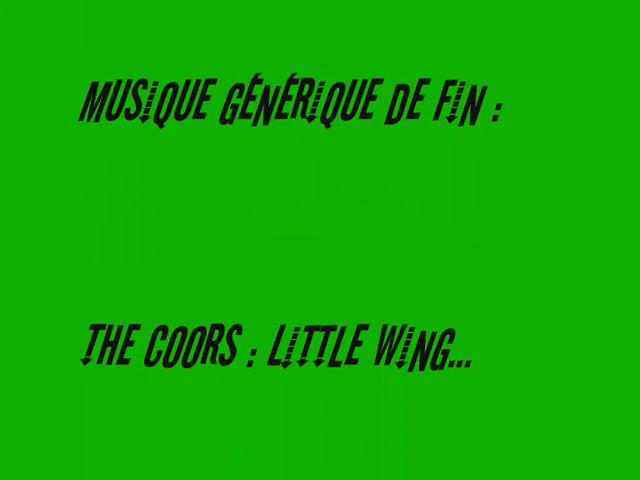 MUSIQUE GÉNÉRIQUE DE FIN :
THE COORS : LITTLE WING...